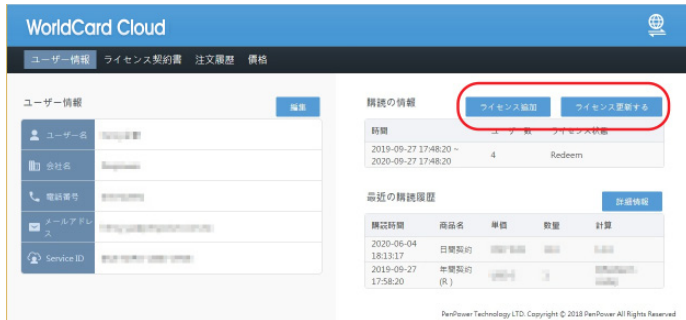 WorldCard Cloud
ユーザー情報 ライセンス契約書 注文履歴 価格
ユーザー情報
編集
ユーザー名
会社名
電話番号
メールアドレ
ス
Service ID
購読の情報
ライセンス追加
ライセンス更新する
時間 ユーザー数 ライセンス状態
2019-09-27 17:48:20 ~
2020-09-27 17:48:20
4
Redeem
最近の購読履歴
詳細情報
購読時間 商品名 単価 数量 計算
2020-06-04
18:13:17
日間契約
2019-09-27
17:58:20
年間契約
(R)
PenPower Technology LTD. Copyright © 2018 PenPower All Rights Reserved